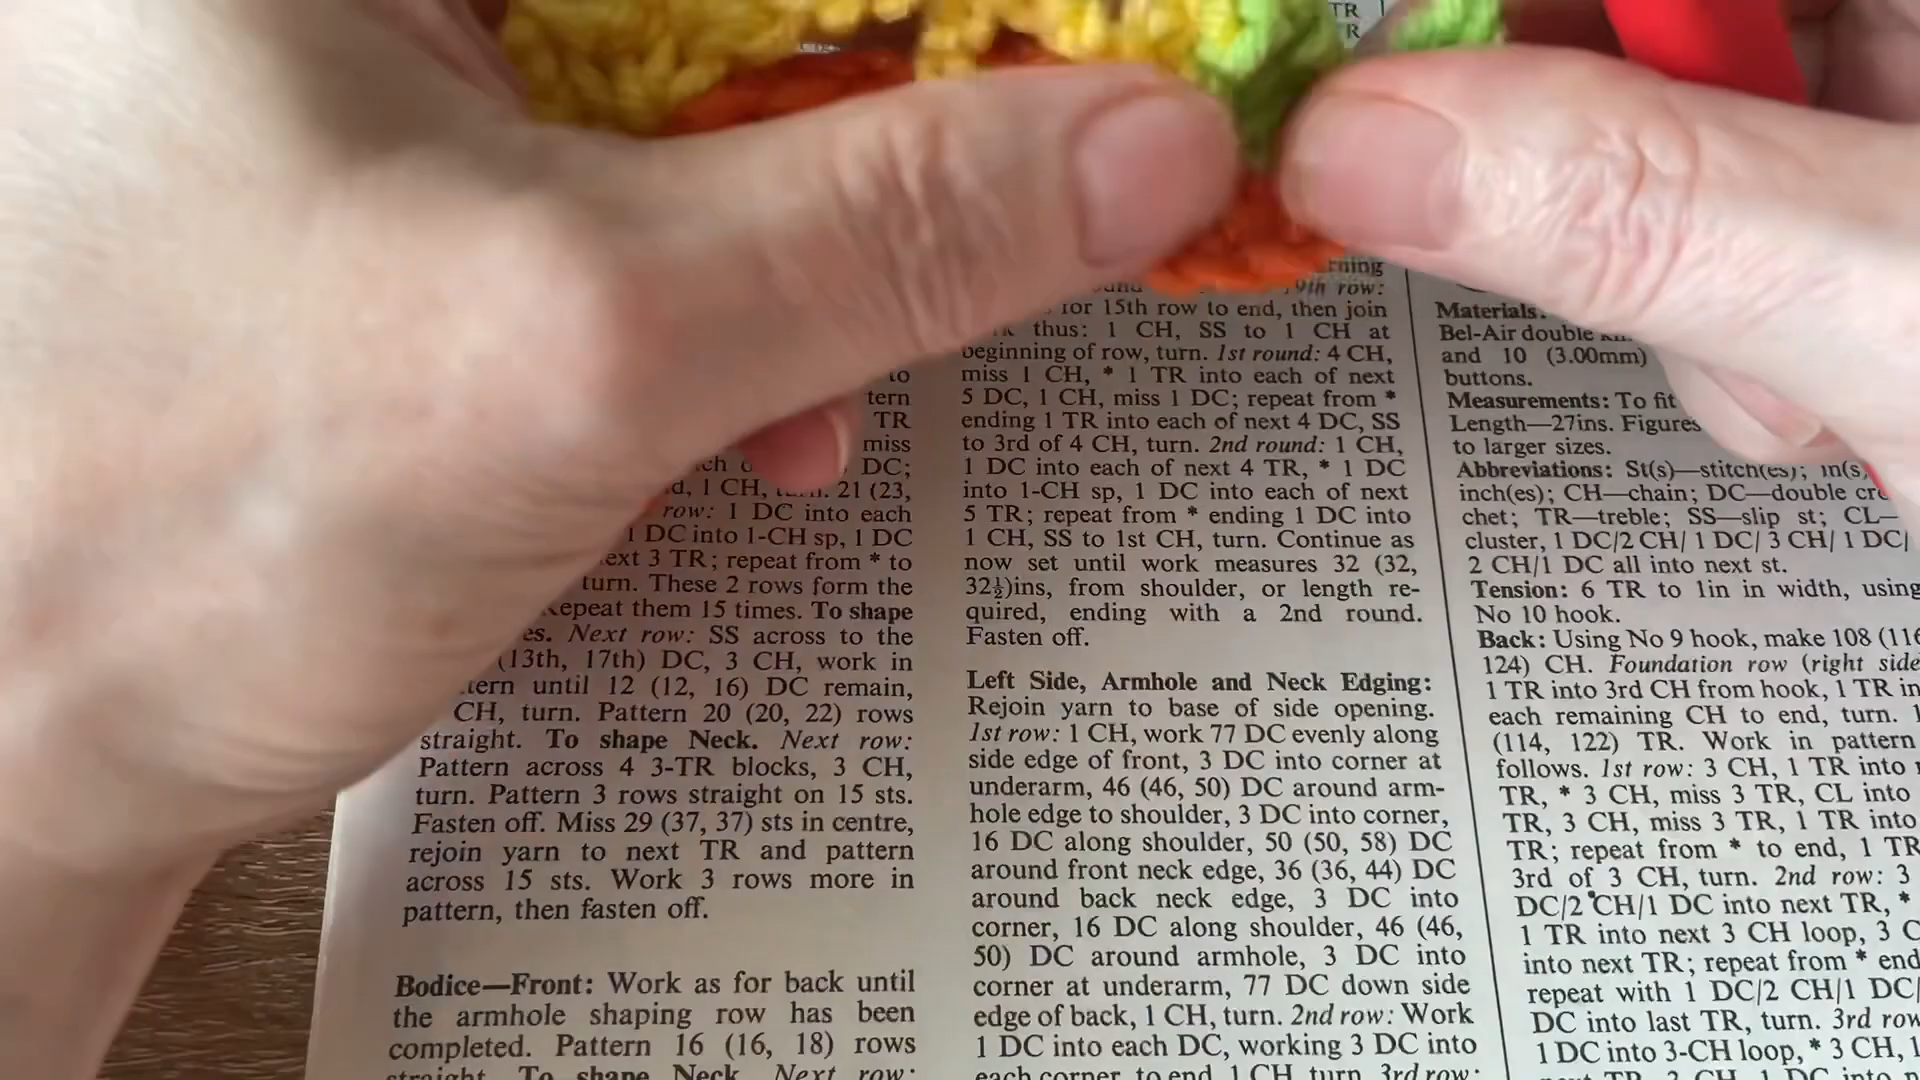 TR
TR
to
tern
TR
miss
DC;
1 CH, 21 (23,
row: 1 DC into each
1 DC into 1-CH sp, 1 DC
next 3 TR; repeat from * to
turn. These 2 rows form the
Repeat them 15 times. To shape
Next row: SS across to the
(13th, 17th) DC, 3 CH, work in
until 12 (12, 16) DC remain,
CH, turn. Pattern 20 (20, 22) rows
straight. To shape Neck. Next row:
Pattern across 4 3-TR blocks, 3 CH,
turn. Pattern 3 rows straight on 15 sts.
Fasten off. Miss 29 (37, 37) sts in centre,
rejoin yarn to next TR and pattern
across 15 sts. Work 3 rows more in
pattern, then fasten off.
Bodice—Front: Work as for back until
the armhole shaping row has been
completed. Pattern 16 (16, 18) rows
straight. To shape Neck. Next row:
row:
for 15th row to end, then join
thus: 1 CH, SS to 1 CH at
beginning of row, turn. 1st round: 4 CH,
miss 1 CH, * 1 TR into each of next
5 DC, 1 CH, miss 1 DC; repeat from *
ending 1 TR into each of next 4 DC, SS
to 3rd of 4 CH, turn. 2nd round: 1 CH,
1 DC into each of next 4 TR, * 1 DC
into 1-CH sp, 1 DC into each of next
5 TR; repeat from * ending 1 DC into
1 CH, SS to 1st CH, turn. Continue as
now set until work measures 32 (32,
32½)ins, from shoulder, or length re-
quired, ending with a 2nd round.
Fasten off.
Left Side, Armhole and Neck Edging:
Rejoin yarn to base of side opening.
1st row: 1 CH, work 77 DC evenly along
side edge of front, 3 DC into corner at
underarm, 46 (46, 50) DC around arm-
hole edge to shoulder, 3 DC into corner,
16 DC along shoulder, 50 (50, 58) DC
around front neck edge, 36 (36, 44) DC
around back neck edge, 3 DC into
corner, 16 DC along shoulder, 46 (46,
50) DC around armhole, 3 DC into
corner at underarm, 77 DC down side
edge of back, 1 CH, turn. 2nd row: Work
1 DC into each DC, working 3 DC into
each corner, to end, 1 CH, turn. 3rd row:
Materials:
Bel-Air double
and 10 (3.00mm)
buttons.
Measurements: To fit
Length—27ins. Figures
to larger sizes.
Abbreviations: St(s)—stitch(es); in(s)
inch(es); CH—chain; DC—double cro
chet; TR—treble; SS—slip st; CL—
cluster, 1 DC/2 CH/ 1 DC/ 3 CH/ 1 DC/
2 CH/1 DC all into next st.
Tension: 6 TR to 1in in width, using
No 10 hook.
Back: Using No 9 hook, make 108 (116
124) CH. Foundation row (right side
1 TR into 3rd CH from hook, 1 TR in
each remaining CH to end, turn.
(114, 122) TR. Work in pattern
follows. 1st row: 3 CH, 1 TR into
TR, * 3 CH, miss 3 TR, CL into
TR, 3 CH, miss 3 TR, 1 TR into
TR; repeat from * to end, 1 TR
3rd of 3 CH, turn. 2nd row: 3
DC/2 CH/1 DC into next TR, *
1 TR into next 3 CH loop, 3 C
into next TR; repeat from * end
repeat with 1 DC/2 CH/1 DC/
DC into last TR, turn. 3rd row
1 DC into 3-CH loop, * 3 CH, 1